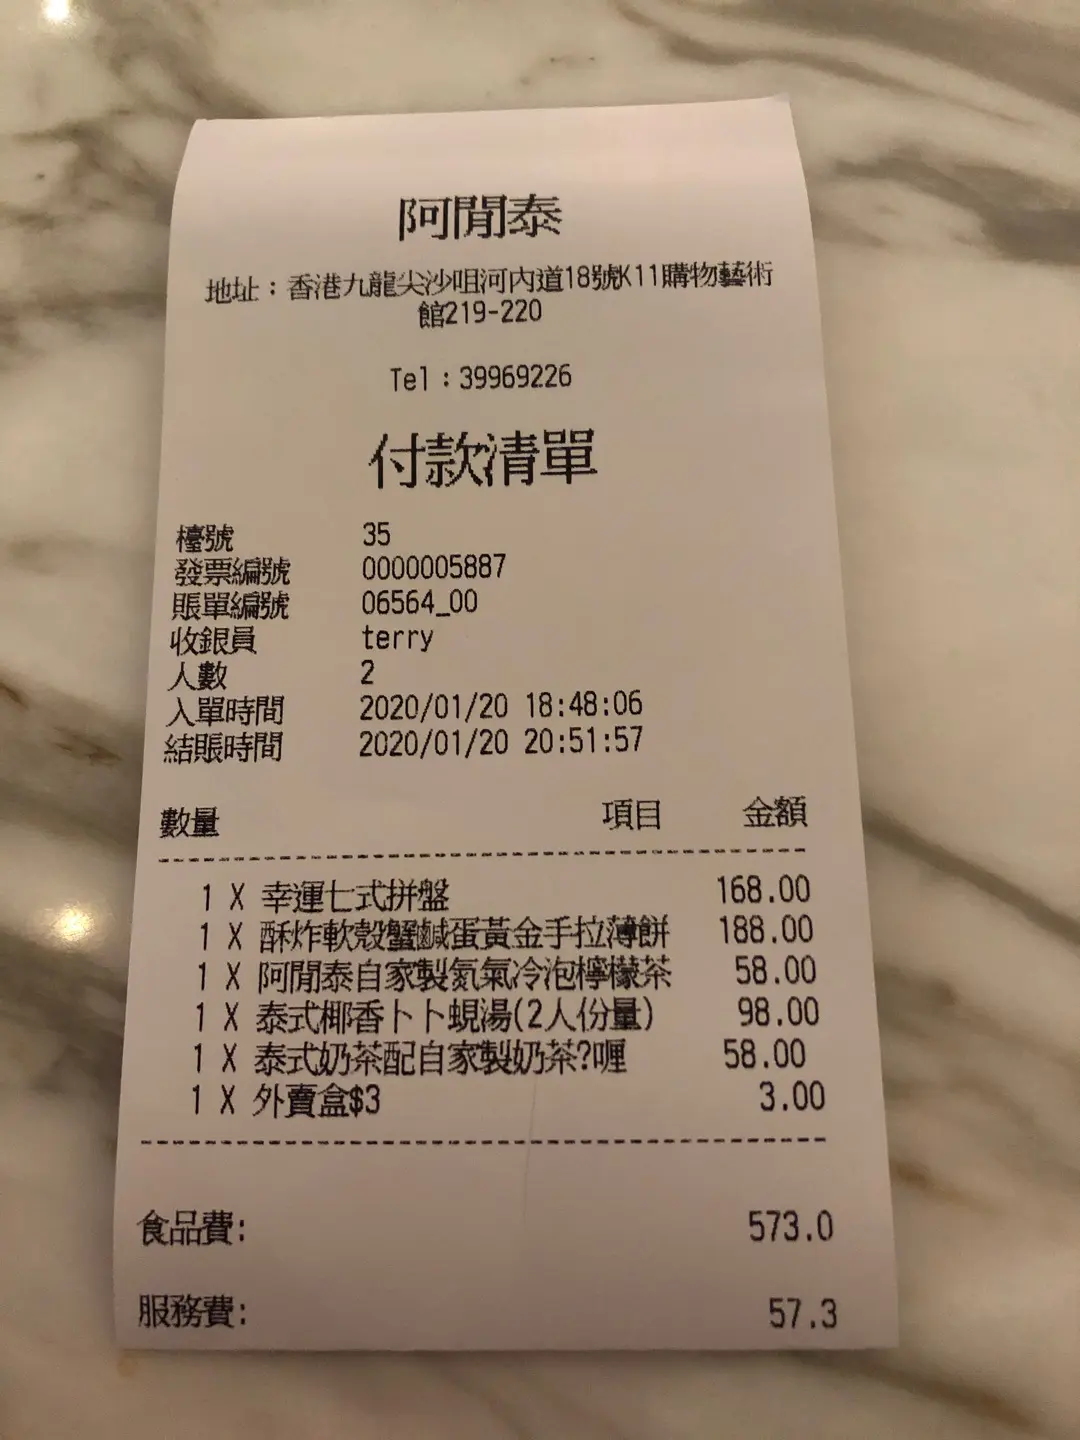 阿閒泰
地址：香港九龍尖沙咀河內道18號K11購物藝術
館219-220
Tel：39969226
付款清單
檯號 35
發票編號 0000005887
賬單編號 06564_00
收銀員 terry
人數 2
入單時間 2020/01/20 18:48:06
結賬時間 2020/01/20 20:51:57
數量 項目 金額
1 X 幸運七式拼盤 168.00
1 X 酥炸軟殼蟹鹹蛋黃金手拉薄餅 188.00
1 X 阿閒泰自家製氮氣冷泡檸檬茶 58.00
1 X 泰式椰香卜卜蜆湯(2人份量) 98.00
1 X 泰式奶茶配自家製奶茶?喱 58.00
1 X 外賣盒$3 3.00
食品費: 573.0
服務費: 57.3